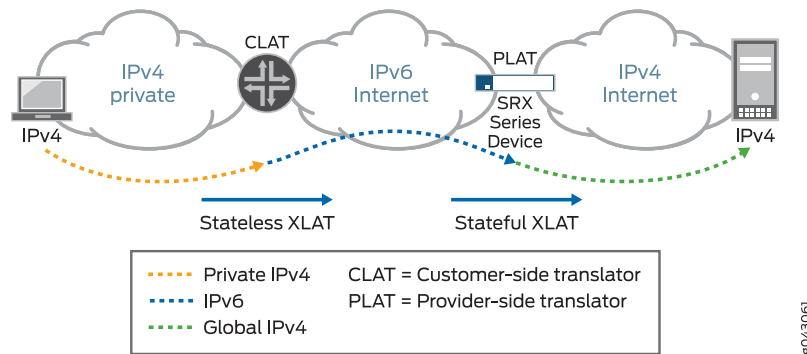 CLAT
PLAT
IPv4
private
IPv6
Internet
IPv4
Internet
SRX
Series
Device
IPv4
IPv4
Stateless XLAT
Stateful XLAT
Private IPv4
CLAT = Customer-side translator
IPv6
PLAT = Provider-side translator
Global IPv4
g043061